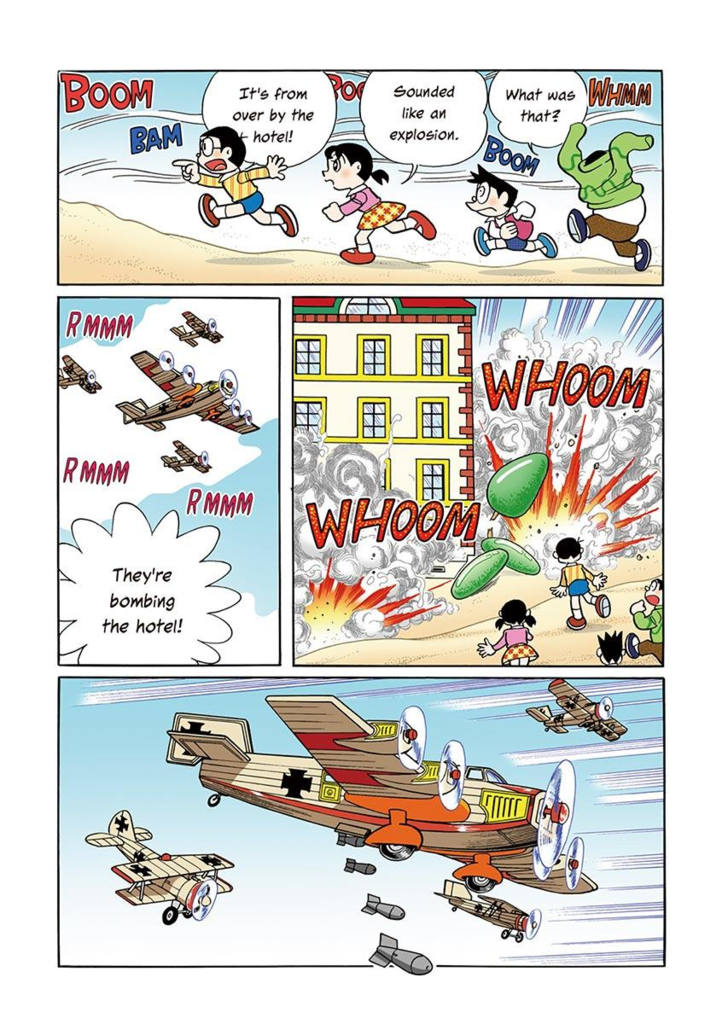 BOOM
BAM
It's from
over by the
hotel!
BOO
Sounded
like an
explosion.
BOOM
What was
that?
WHMM
RMMM
RMMM
RMMM
They're
bombing
the hotel!
WHOOM
WHOOM